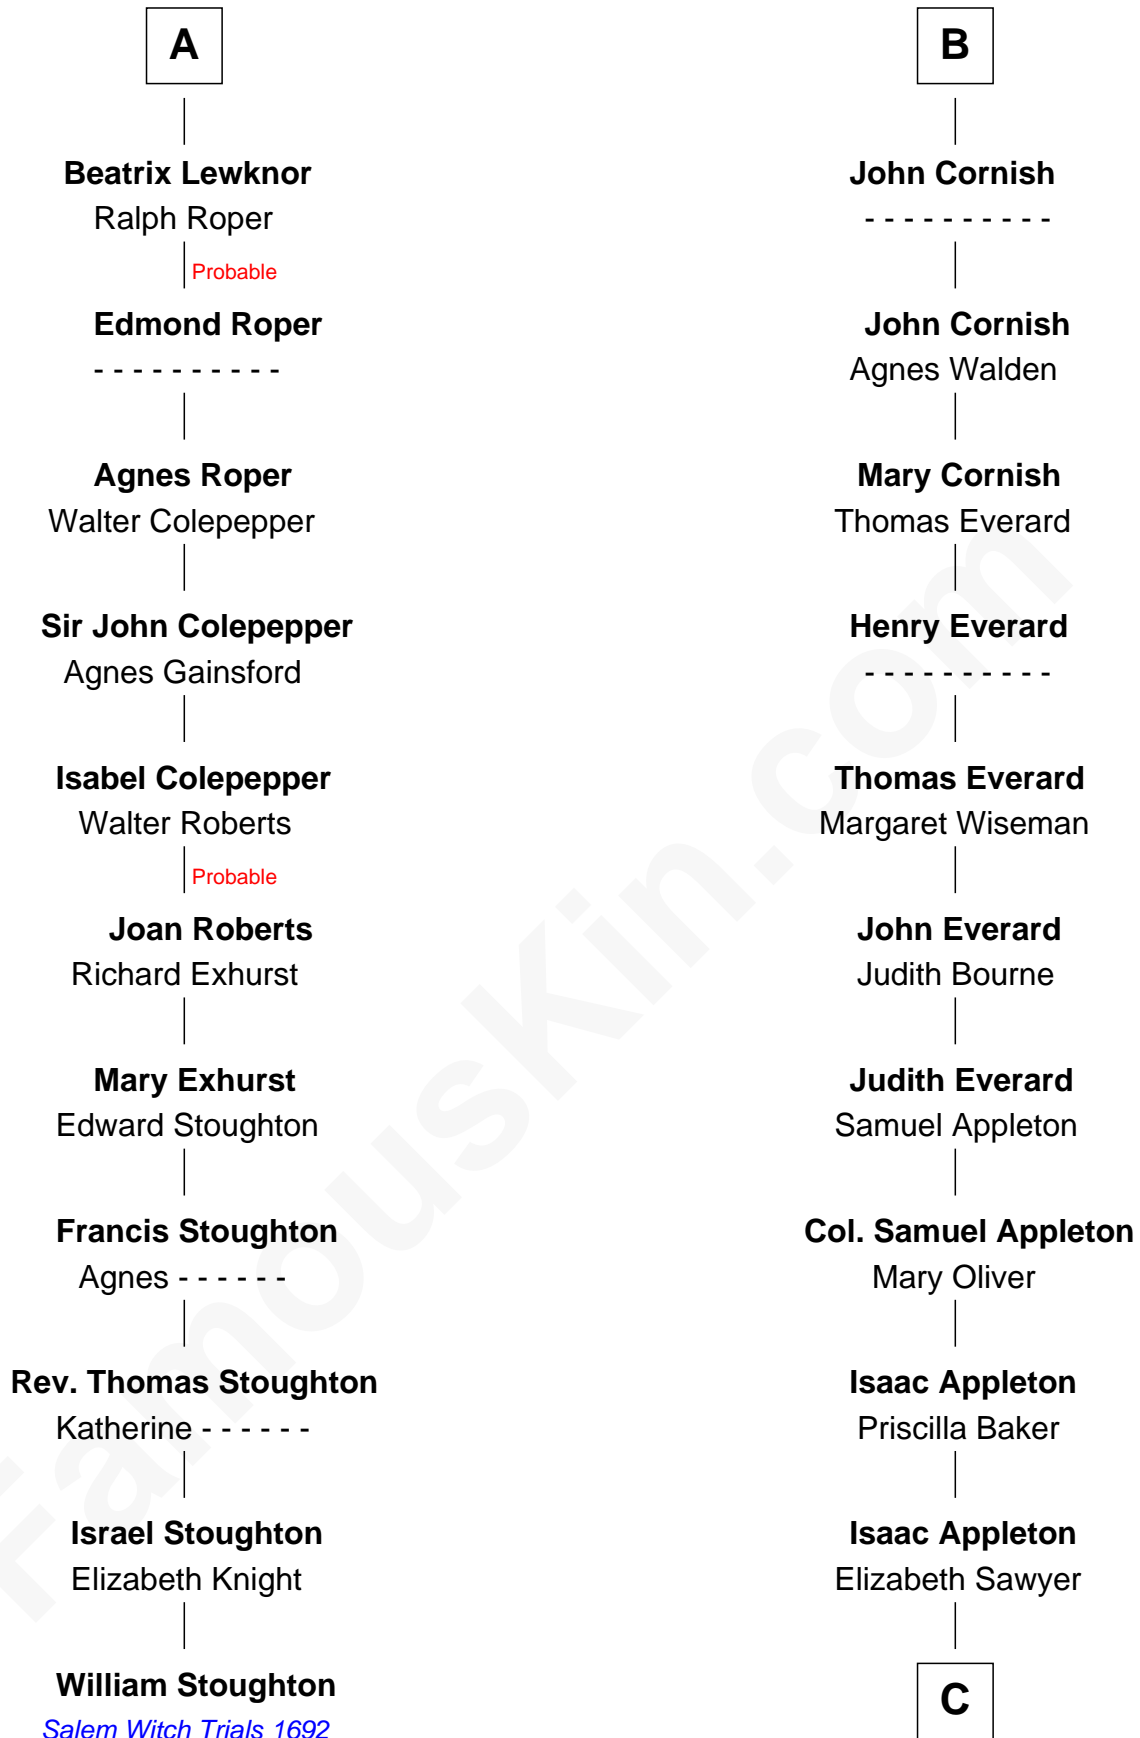 A
Beatrix Lewknor
Ralph Roper
Probable
Edmond Roper
- - - - - - - - - -
Agnes Roper
Walter Colepepper
Sir John Colepepper
Agnes Gainsford
Isabel Colepepper
Walter Roberts
Probable
Joan Roberts
Richard Exhurst
Mary Exhurst
Edward Stoughton
Francis Stoughton
Agnes - - - - - -
Rev. Thomas Stoughton
Katherine - - - - - -
Israel Stoughton
Elizabeth Knight
William Stoughton
Salem Witch Trials 1692
B
John Cornish
- - - - - - - - - -
John Cornish
Agnes Walden
Mary Cornish
Thomas Everard
Henry Everard
- - - - - - - - - -
Thomas Everard
Margaret Wiseman
John Everard
Judith Bourne
Judith Everard
Samuel Appleton
Col. Samuel Appleton
Mary Oliver
Isaac Appleton
Priscilla Baker
Isaac Appleton
Elizabeth Sawyer
C
FamousKin.com